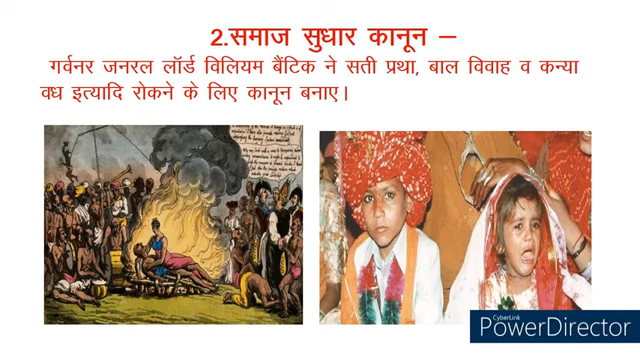 2.समाज सुधार कानून –
गर्वनर जनरल लॉर्ड विलियम बैंटिक ने सती प्रथा, बाल विवाह व कन्या
वध इत्यादि रोकने के लिए कानून बनाए।
CyberLink
PowerDirector